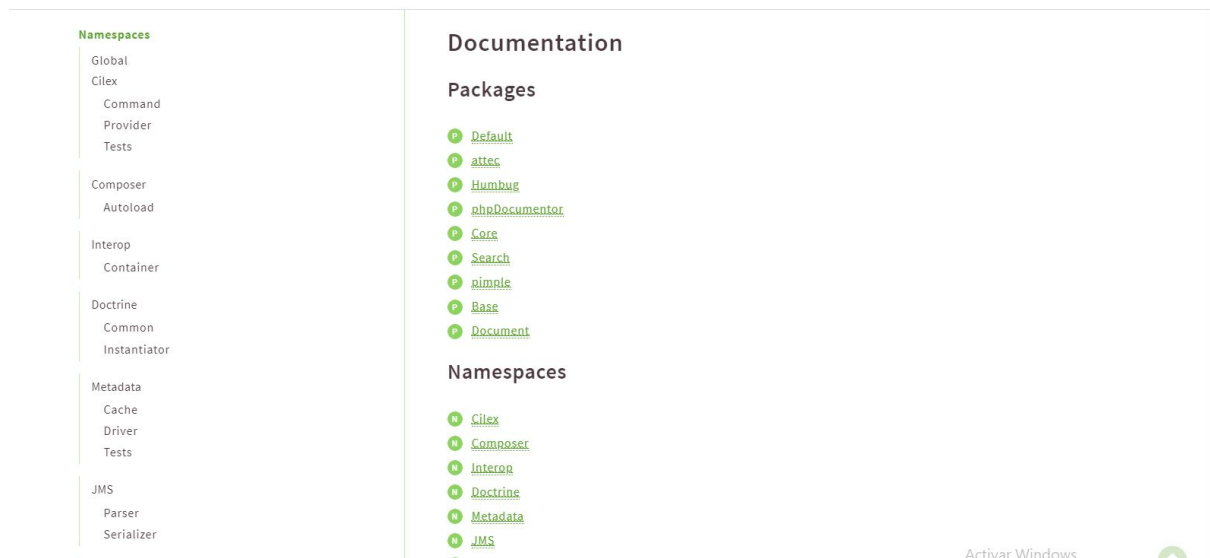 Namespaces
Global
Cilex
Command
Provider
Tests
Composer
Autoload
Interop
Container
Doctrine
Common
Instantiator
Metadata
Cache
Driver
Tests
JMS
Parser
Serializer
Documentation
Packages
P Default
P attec
P Humbug
P phpDocumentor
P Core
P Search
P pimple
P Base
P Document
Namespaces
N Cilex
N Composer
N Interop
N Doctrine
N Metadata
N JMS
Activar Windows